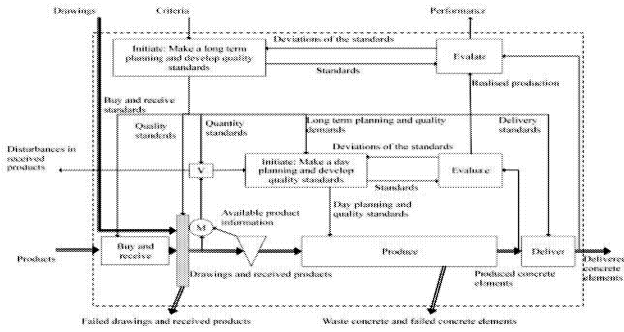 Drawings
Criteria
Performance
Initiate: Make a long term
planning and develop quality
standards
Deviations of the standards
Standards
Evaluate
Realised production
Buy and receive
standards
Quality
standerds
Quantity
standards
Long term planning and quality
demands
Delivery
standards
Disturbances in
received
products
V
Initiate: Make a day
planning and develop
quality standards
Deviations of the standards
Standards
Evaluate
Day planning and
quality standards
M
Available product
information
Products
Buy and
receive
Drawings and received products
Produce
Produced concrete
elements
Deliver
Delivered
concrete
elements
Failed drawings and received products
Waste concrete and failed concrete elements